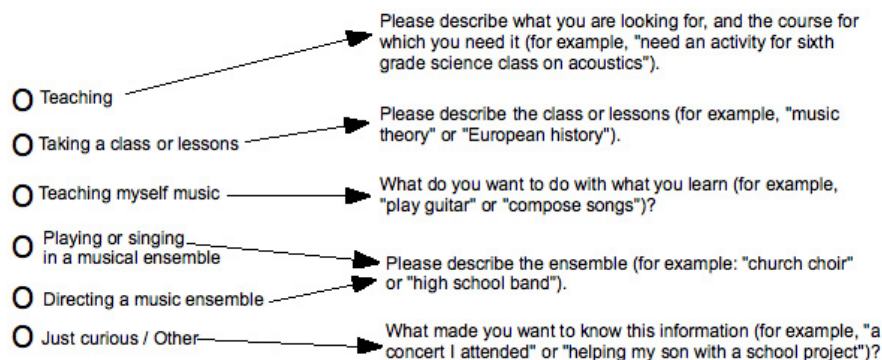 Please describe what you are looking for, and the course for
which you need it (for example, "need an activity for sixth
grade science class on acoustics").
O Teaching
Please describe the class or lessons (for example, "music
theory" or "European history").
O Taking a class or lessons
What do you want to do with what you learn (for example,
"play guitar" or "compose songs")?
O Teaching myself music
O Playing or singing
in a musical ensemble
Please describe the ensemble (for example: "church choir"
or "high school band").
O Directing a music ensemble
O Just curious / Other
What made you want to know this information (for example, "a
concert I attended" or "helping my son with a school project")?